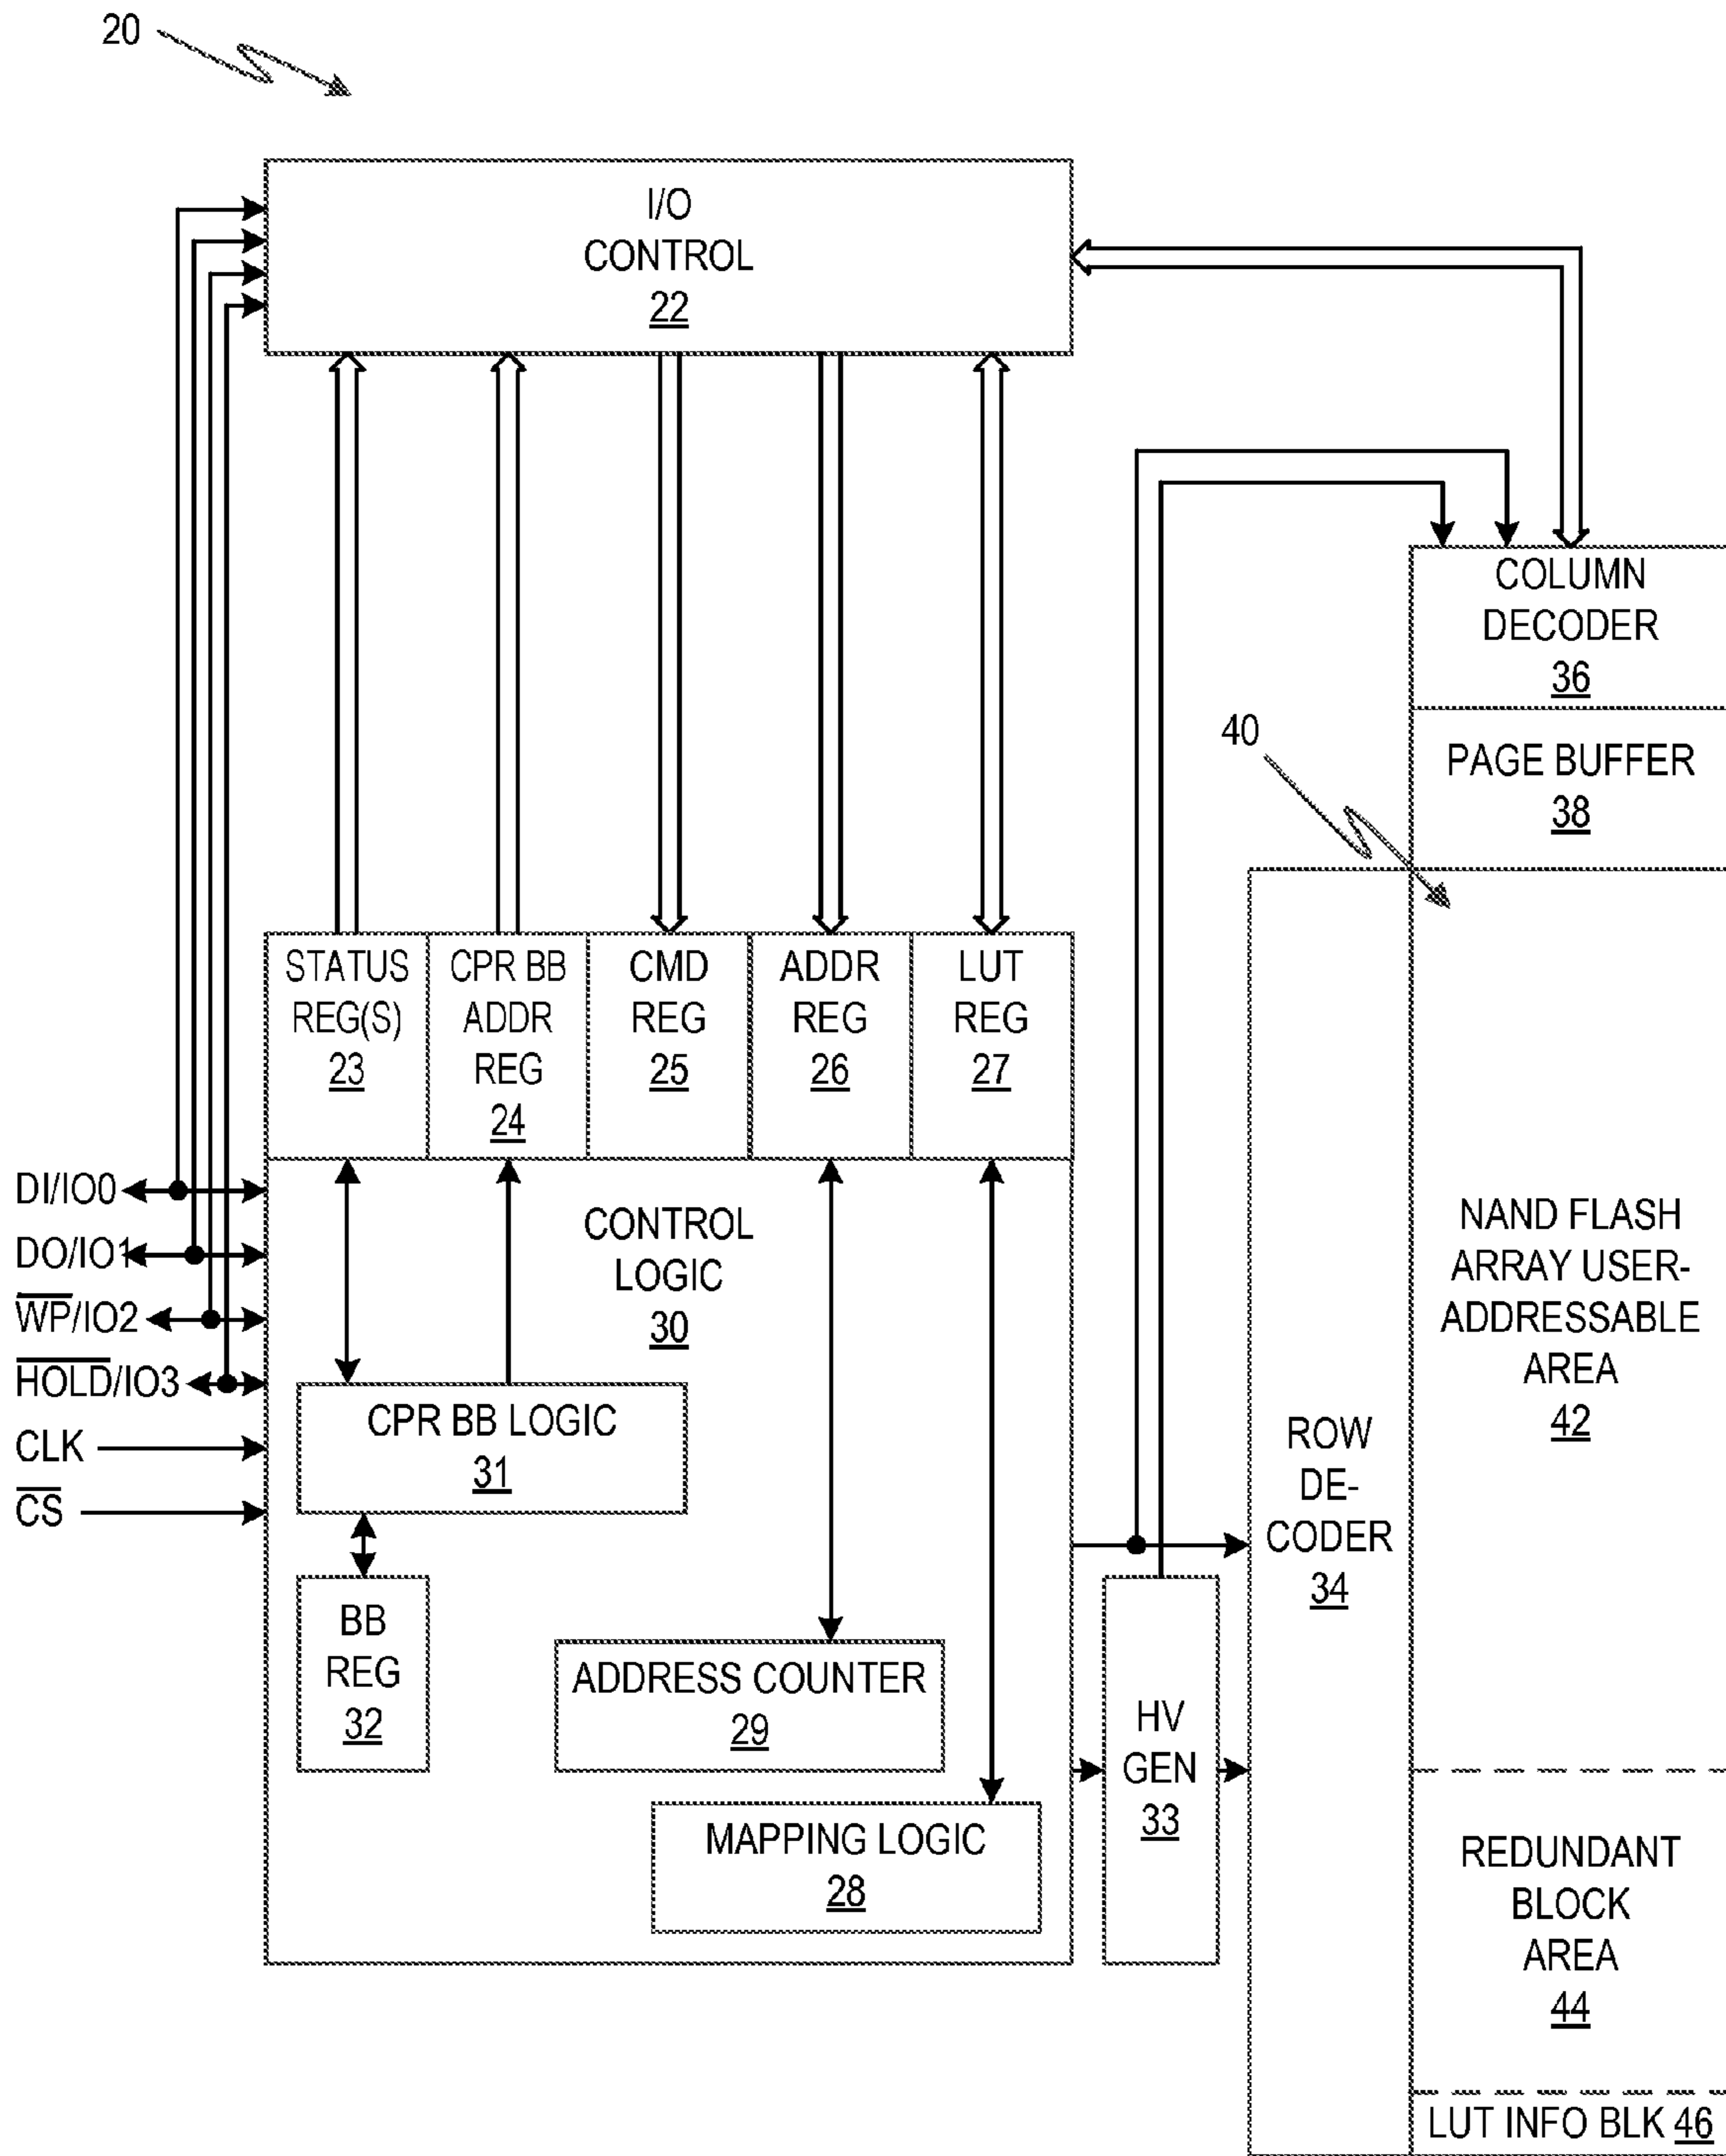 20
I/O
CONTROL
22
COLUMN
DECODER
36
40
PAGE BUFFER
38
STATUS
REG(S)
23
CPR BB
ADDR
REG
24
CMD
REG
25
ADDR
REG
26
LUT
REG
27
DI/IO0
DO/IO1
W̅P̅/IO2
H̅O̅L̅D̅/IO3
CLK
C̅S̅
CONTROL
LOGIC
30
CPR BB LOGIC
31
BB
REG
32
ADDRESS COUNTER
29
MAPPING LOGIC
28
HV
GEN
33
ROW
DE-
CODER
34
NAND FLASH
ARRAY USER-
ADDRESSABLE
AREA
42
REDUNDANT
BLOCK
AREA
44
LUT INFO BLK 46